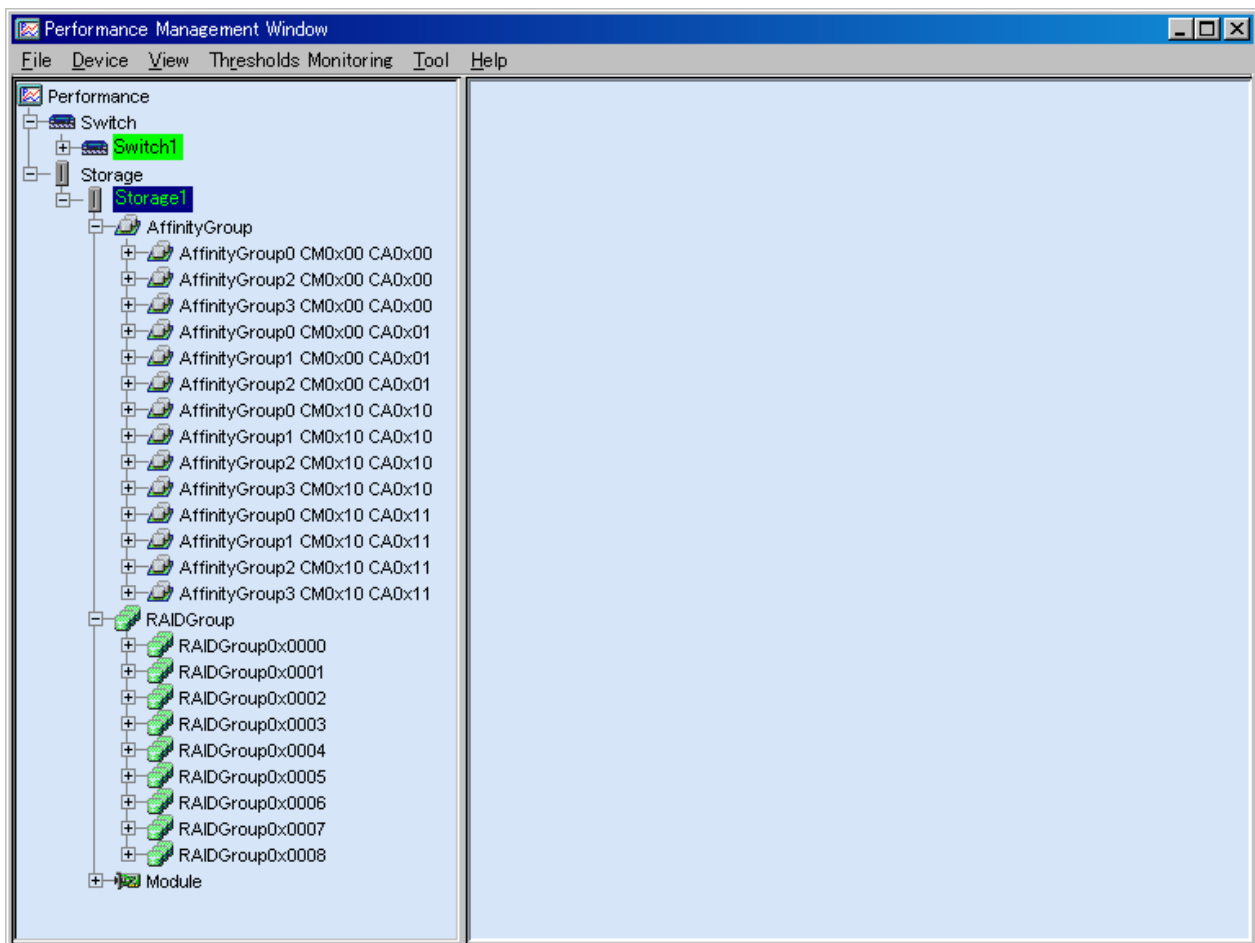 Performance Management Window
File Device View Thresholds Monitoring Tool Help
Performance
Switch
Switch1
Storage
Storage1
AffinityGroup
AffinityGroup0 CM0x00 CA0x00
AffinityGroup2 CM0x00 CA0x00
AffinityGroup3 CM0x00 CA0x00
AffinityGroup0 CM0x00 CA0x01
AffinityGroup1 CM0x00 CA0x01
AffinityGroup2 CM0x00 CA0x01
AffinityGroup0 CM0x10 CA0x10
AffinityGroup1 CM0x10 CA0x10
AffinityGroup2 CM0x10 CA0x10
AffinityGroup3 CM0x10 CA0x10
AffinityGroup0 CM0x10 CA0x11
AffinityGroup1 CM0x10 CA0x11
AffinityGroup2 CM0x10 CA0x11
AffinityGroup3 CM0x10 CA0x11
RAIDGroup
RAIDGroup0x0000
RAIDGroup0x0001
RAIDGroup0x0002
RAIDGroup0x0003
RAIDGroup0x0004
RAIDGroup0x0005
RAIDGroup0x0006
RAIDGroup0x0007
RAIDGroup0x0008
Module